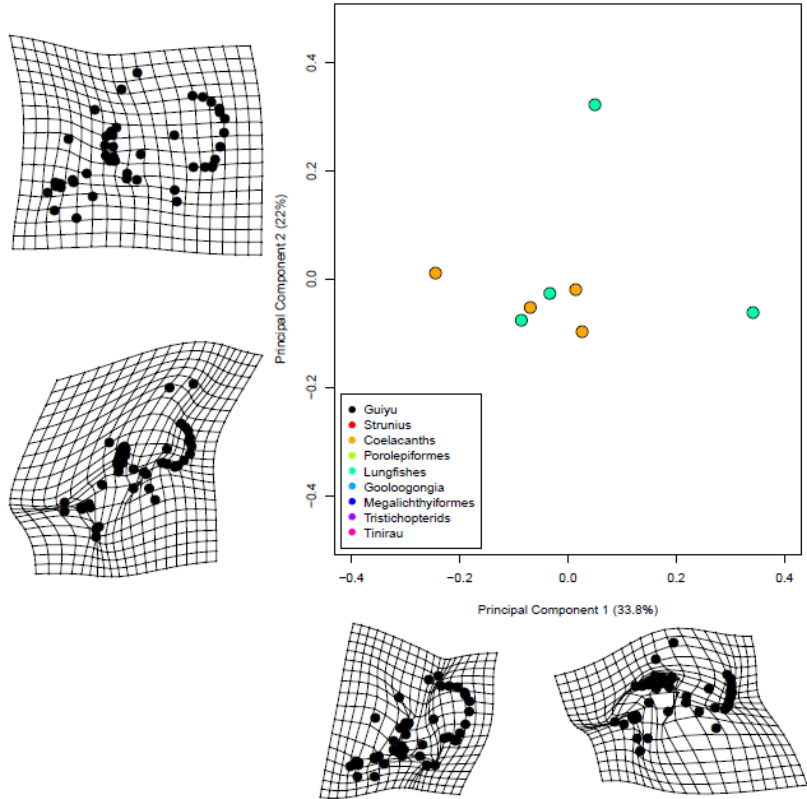 0.4
0.2
0.0
−0.2
−0.4
Principal Component 2 (22%)
Guiyu
Strunius
Coelacanths
Porolepiformes
Lungfishes
Gooloogongia
Megalichthyiformes
Tristichopterids
Tinirau
−0.4
−0.2
0.0
0.2
0.4
Principal Component 1 (33.8%)